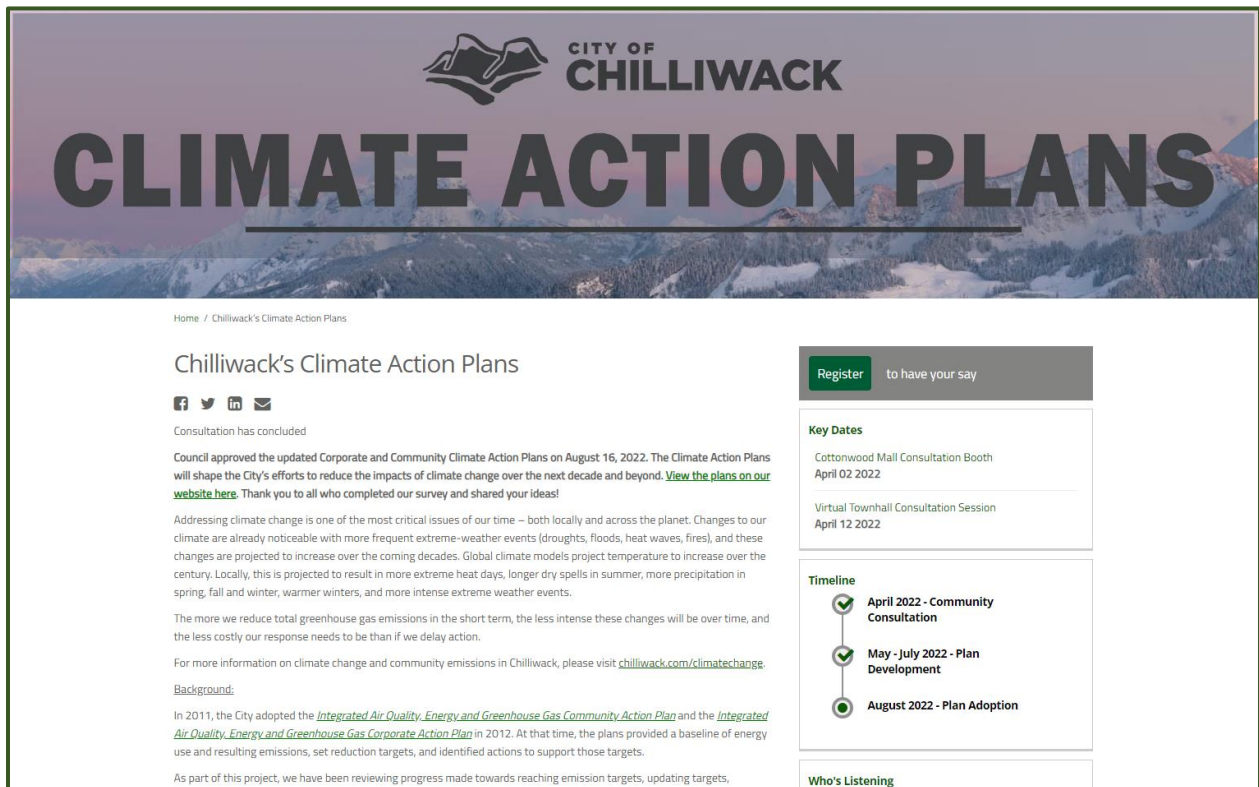 CITY OF
CHILLIWACK
CLIMATE ACTION PLANS
Home / Chilliwack's Climate Action Plans
Chilliwack's Climate Action Plans
Consultation has concluded
Council approved the updated Corporate and Community Climate Action Plans on August 16, 2022. The Climate Action Plans
will shape the City's efforts to reduce the impacts of climate change over the next decade and beyond. View the plans on our
website here. Thank you to all who completed our survey and shared your ideas!
Addressing climate change is one of the most critical issues of our time – both locally and across the planet. Changes to our
climate are already noticeable with more frequent extreme-weather events (droughts, floods, heat waves, fires), and these
changes are projected to increase over the coming decades. Global climate models project temperature to increase over the
century. Locally, this is projected to result in more extreme heat days, longer dry spells in summer, more precipitation in
spring, fall and winter, warmer winters, and more intense extreme weather events.
The more we reduce total greenhouse gas emissions in the short term, the less intense these changes will be over time, and
the less costly our response needs to be than if we delay action.
For more information on climate change and community emissions in Chilliwack, please visit chilliwack.com/climatechange.
Background:
In 2011, the City adopted the Integrated Air Quality, Energy and Greenhouse Gas Community Action Plan and the Integrated
Air Quality, Energy and Greenhouse Gas Corporate Action Plan in 2012. At that time, the plans provided a baseline of energy
use and resulting emissions, set reduction targets, and identified actions to support those targets.
As part of this project, we have been reviewing progress made towards reaching emission targets, updating targets,
Register to have your say
Key Dates
Cottonwood Mall Consultation Booth
April 02 2022
Virtual Townhall Consultation Session
April 12 2022
Timeline
April 2022 - Community
Consultation
May - July 2022 - Plan
Development
August 2022 - Plan Adoption
Who's Listening